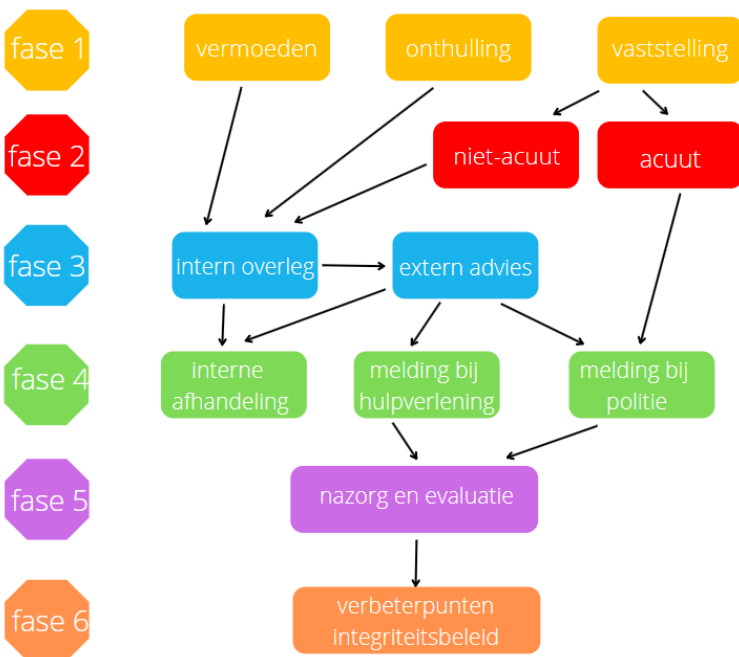 fase 1
vermoeden
onthulling
vaststelling
fase 2
niet-acuut
acuut
fase 3
intern overleg
extern advies
fase 4
interne
afhandeling
melding bij
hulpverlening
melding bij
politie
fase 5
nazorg en evaluatie
fase 6
verbeterpunten
integriteitsbeleid